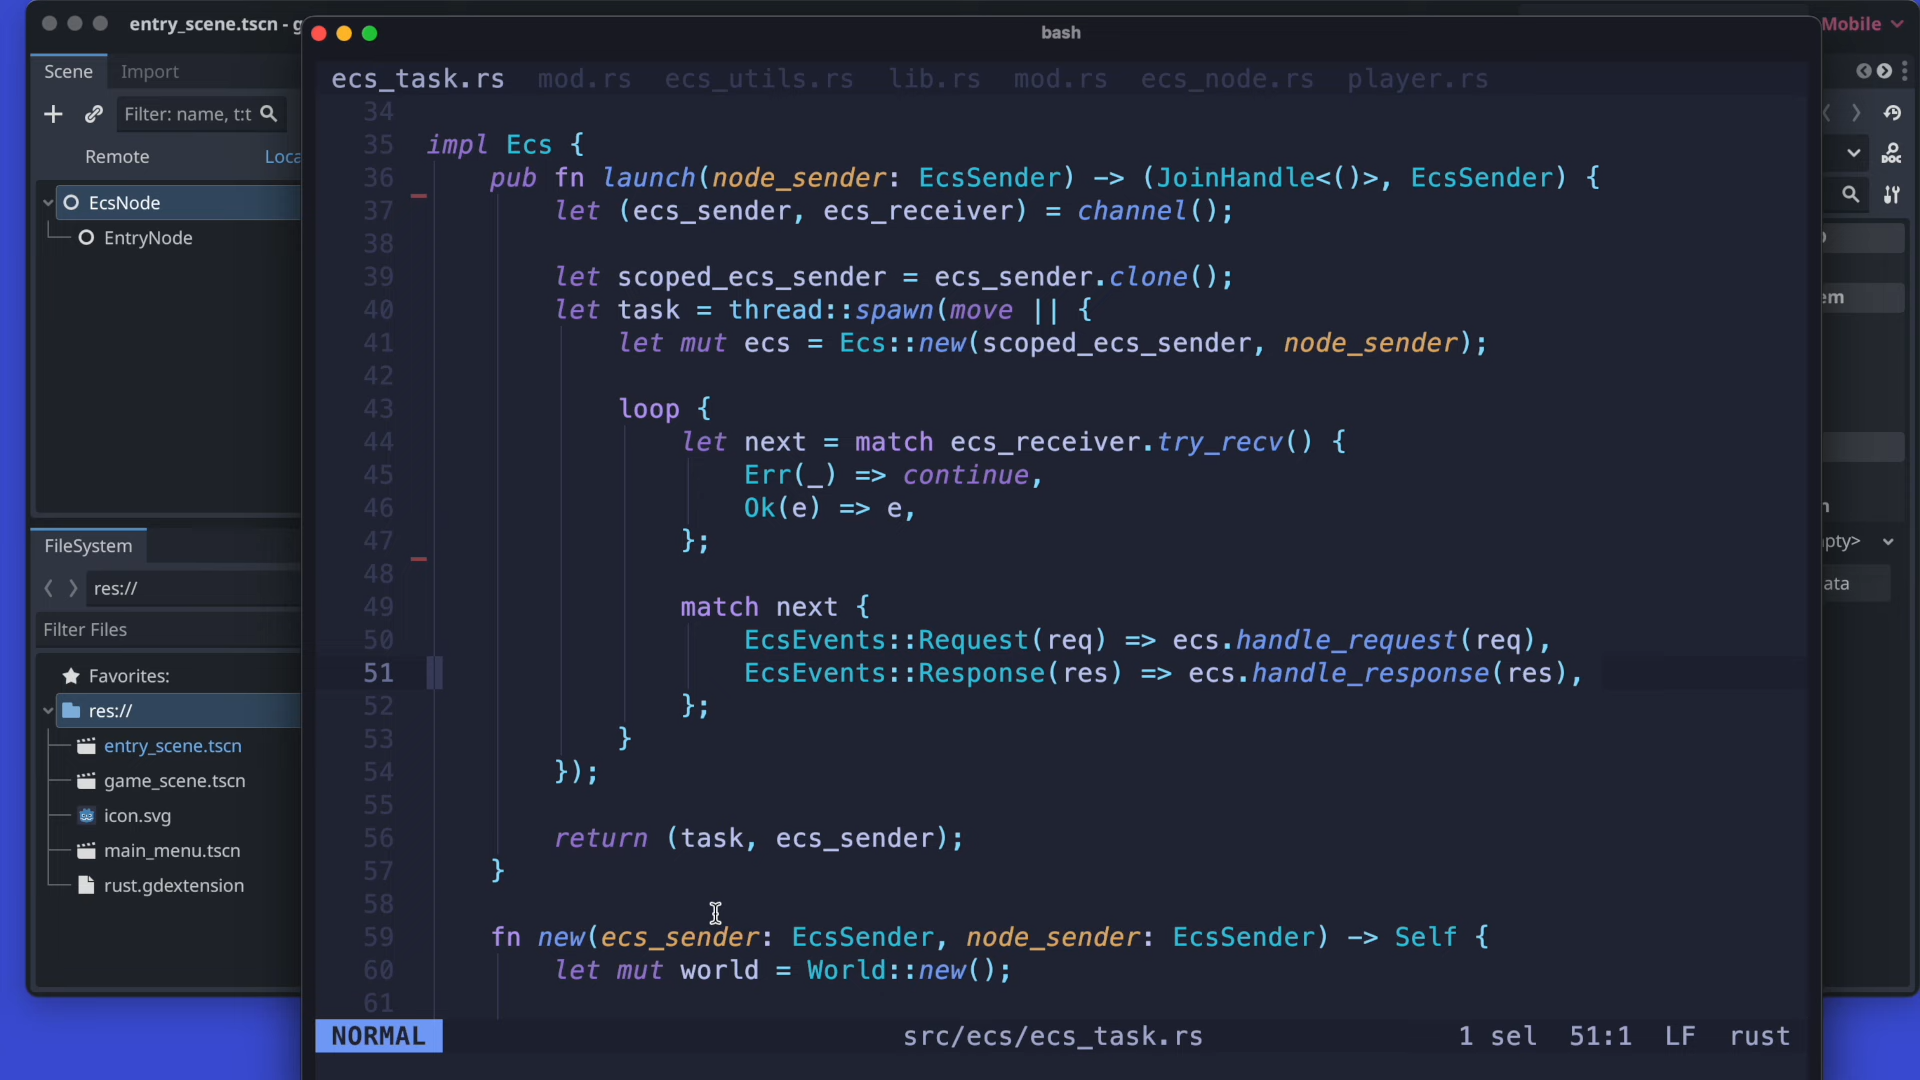 entry_scene.tscn - g
Mobile
Scene
Import
Filter: name, t:t
Remote
Loca
EcsNode
EntryNode
FileSystem
res://
Filter Files
Favorites:
res://
entry_scene.tscn
game_scene.tscn
icon.svg
main_menu.tscn
rust.gdextension
bash
ecs_task.rs mod.rs ecs_utils.rs lib.rs mod.rs ecs_node.rs player.rs
34
35 impl Ecs {
36 pub fn launch(node_sender: EcsSender) -> (JoinHandle<()>, EcsSender) {
37 let (ecs_sender, ecs_receiver) = channel();
38
39 let scoped_ecs_sender = ecs_sender.clone();
40 let task = thread::spawn(move || {
41 let mut ecs = Ecs::new(scoped_ecs_sender, node_sender);
42
43 loop {
44 let next = match ecs_receiver.try_recv() {
45 Err(_) => continue,
46 Ok(e) => e,
47 };
48
49 match next {
50 EcsEvents::Request(req) => ecs.handle_request(req),
51 EcsEvents::Response(res) => ecs.handle_response(res),
52 };
53 }
54 });
55
56 return (task, ecs_sender);
57 }
58
59 fn new(ecs_sender: EcsSender, node_sender: EcsSender) -> Self {
60 let mut world = World::new();
61
NORMAL src/ecs/ecs_task.rs 1 sel 51:1 LF rust
DOC
em
n
pty>
ata